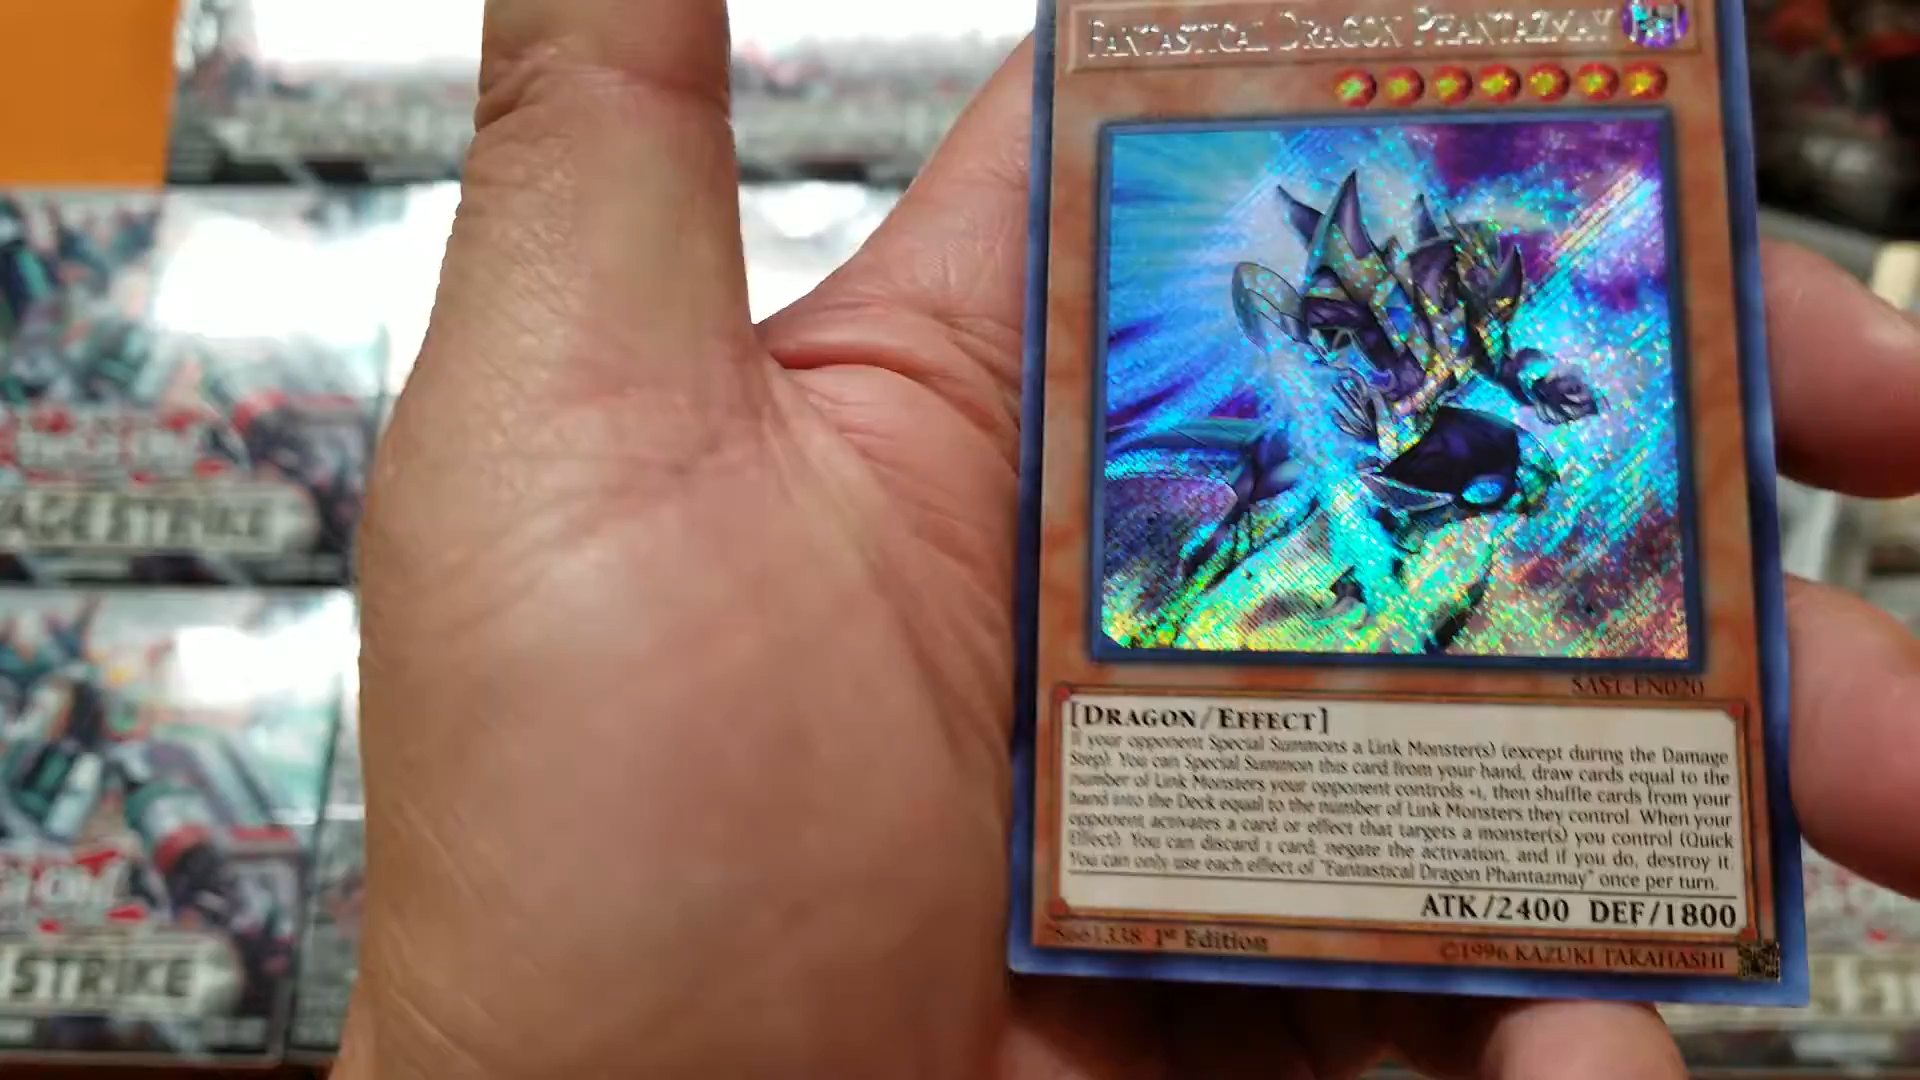 FANTASTICAL DRAGON PHANTAZMAY
SAST-EN020
[DRAGON/EFFECT]
If your opponent Special Summons a Link Monster(s) (except during the Damage
Step): You can Special Summon this card from your hand, draw cards equal to the
number of Link Monsters your opponent controls +1, then shuffle cards from your
hand into the Deck equal to the number of Link Monsters they control. When your
opponent activates a card or effect that targets a monster(s) you control (Quick
Effect): You can discard 1 card; negate the activation, and if you do, destroy it.
You can only use each effect of "Fantastical Dragon Phantazmay" once per turn.
ATK/2400 DEF/1800
1st Edition
©1996 KAZUKI TAKAHASHI
AGE STRIKE
STRIKE